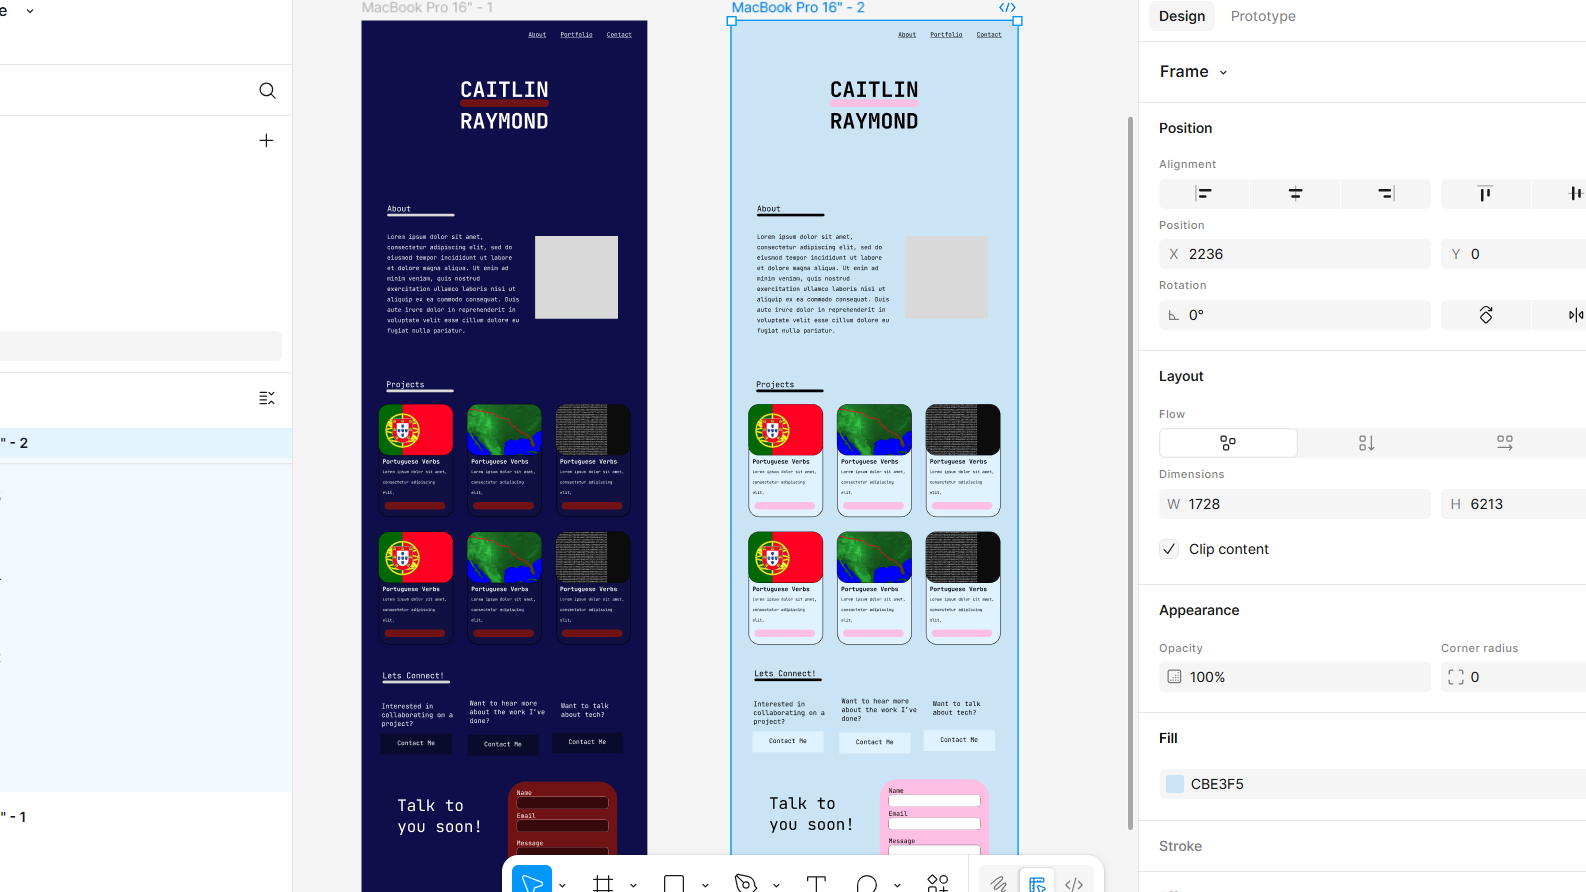 e
MacBook Pro 16" - 1
MacBook Pro 16" - 2
Design
Prototype
About
Portfolio
Contact
About
Portfolio
Contact
Frame
CAITLIN
RAYMOND
CAITLIN
RAYMOND
Position
Alignment
Position
X 2236
Y 0
Rotation
0°
About
Lorem ipsum dolor sit amet,
consectetur adipiscing elit, sed do
eiusmod tempor incididunt ut labore
et dolore magna aliqua. Ut enim ad
minim veniam, quis nostrud
exercitation ullamco laboris nisi ut
aliquip ex ea commodo consequat. Duis
aute irure dolor in reprehenderit in
voluptate velit esse cillum dolore eu
fugiat nulla pariatur.
About
Lorem ipsum dolor sit amet,
consectetur adipiscing elit, sed do
eiusmod tempor incididunt ut labore
et dolore magna aliqua. Ut enim ad
minim veniam, quis nostrud
exercitation ullamco laboris nisi ut
aliquip ex ea commodo consequat. Duis
aute irure dolor in reprehenderit in
voluptate velit esse cillum dolore eu
fugiat nulla pariatur.
Layout
Flow
Dimensions
W 1728
H 6213
Clip content
Projects
Portuguese Verbs
Lorem ipsum dolor sit amet,
consectetur adipiscing
elit,
Portuguese Verbs
Lorem ipsum dolor sit amet,
consectetur adipiscing
elit,
Portuguese Verbs
Lorem ipsum dolor sit amet,
consectetur adipiscing
elit,
Portuguese Verbs
Lorem ipsum dolor sit amet,
consectetur adipiscing
elit,
Portuguese Verbs
Lorem ipsum dolor sit amet,
consectetur adipiscing
elit,
Portuguese Verbs
Lorem ipsum dolor sit amet,
consectetur adipiscing
elit,
Projects
Portuguese Verbs
Lorem ipsum dolor sit amet,
consectetur adipiscing
elit,
Portuguese Verbs
Lorem ipsum dolor sit amet,
consectetur adipiscing
elit,
Portuguese Verbs
Lorem ipsum dolor sit amet,
consectetur adipiscing
elit,
Portuguese Verbs
Lorem ipsum dolor sit amet,
consectetur adipiscing
elit,
Portuguese Verbs
Lorem ipsum dolor sit amet,
consectetur adipiscing
elit,
Portuguese Verbs
Lorem ipsum dolor sit amet,
consectetur adipiscing
elit,
" - 2
Appearance
Opacity
100%
Corner radius
0
Lets Connect!
Interested in
collaborating on a
project?
Contact Me
Want to hear more
about the work I've
done?
Contact Me
Want to talk
about tech?
Contact Me
Lets Connect!
Interested in
collaborating on a
project?
Contact Me
Want to hear more
about the work I've
done?
Contact Me
Want to talk
about tech?
Contact Me
Fill
CBE3F5
Stroke
" - 1
Talk to
you soon!
Name
Email
Message
Talk to
you soon!
Name
Email
Message